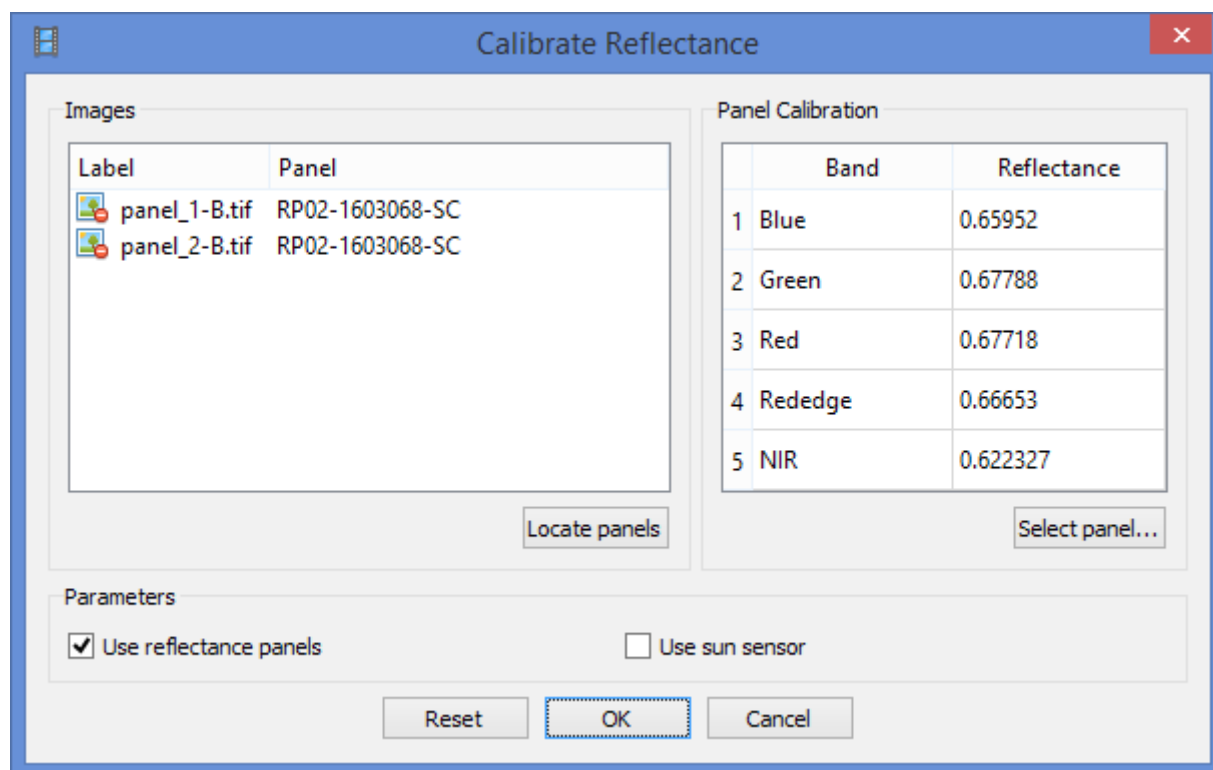 Calibrate Reflectance
Images
Label Panel
panel_1-B.tif RP02-1603068-SC
panel_2-B.tif RP02-1603068-SC
Locate panels
Panel Calibration
Band Reflectance
1 Blue 0.65952
2 Green 0.67788
3 Red 0.67718
4 Rededge 0.66653
5 NIR 0.622327
Select panel...
Parameters
Use reflectance panels Use sun sensor
Reset OK Cancel